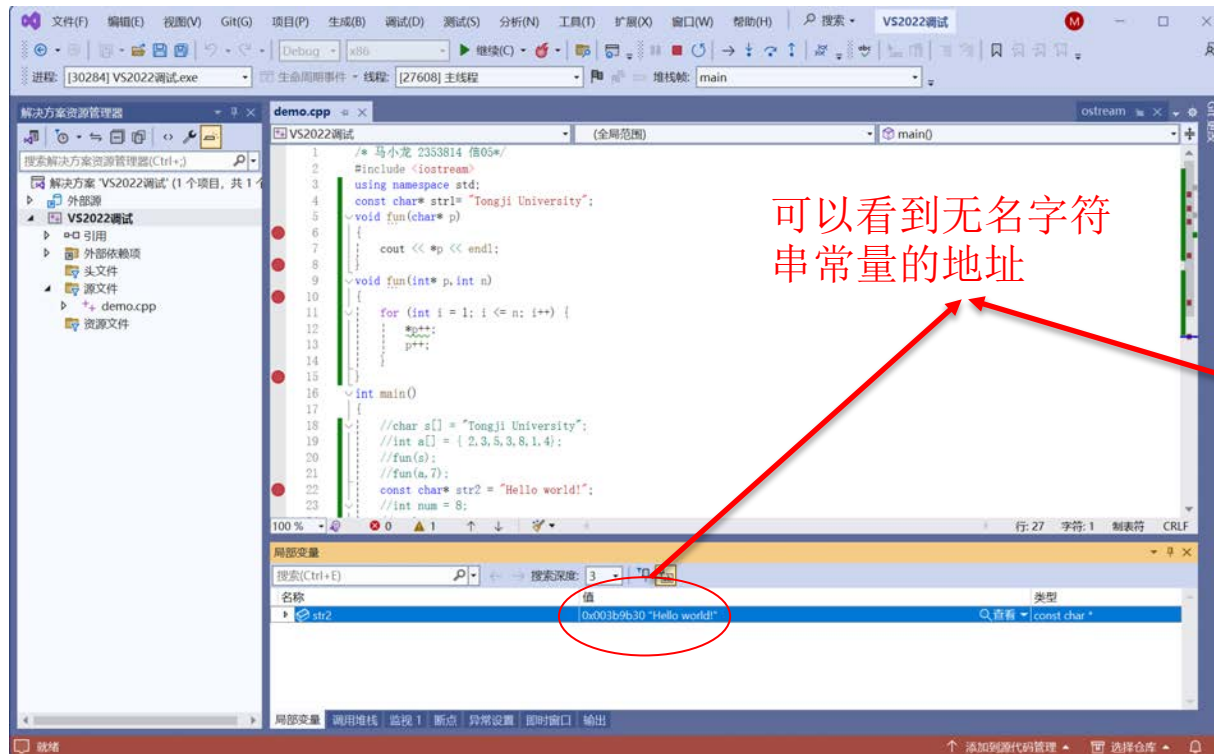 文件(F) 编辑(E) 视图(V) Git(G) 项目(P) 生成(B) 调试(D) 测试(S) 分析(N) 工具(T) 扩展(X) 窗口(W) 帮助(H) 搜索 VS2022调试 M
Debug x86 继续(C)
进程: [30284] VS2022调试.exe 生命周期事件 线程: [27608] 主线程 堆栈帧: main
解决方案资源管理器
搜索解决方案资源管理器(Ctrl+;)
解决方案 'VS2022调试' (1 个项目, 共 1 个
外部源
VS2022调试
引用
外部依赖项
头文件
源文件
demo.cpp
资源文件
demo.cpp ostream
VS2022调试 (全局范围) main()
1 /* 马小龙 2353814 信05*/
2 #include <iostream>
3 using namespace std;
4 const char* str1= "Tongji University";
5 void fun(char* p)
6 {
7 cout << *p << endl;
8 }
9 void fun(int* p,int n)
10 {
11 for (int i = 1; i <= n; i++) {
12 *p++;
13 p++;
14 }
15 }
16 int main()
17 {
18 //char s[] = "Tongji University";
19 //int a[] = { 2,3,5,3,8,1,4};
20 //fun(s);
21 //fun(a,7);
22 const char* str2 = "Hello world!";
23 //int num = 8;
可以看到无名字符
串常量的地址
100 % 0 1 行: 27 字符: 1 制表符 CRLF
局部变量
搜索(Ctrl+E) 搜索深度: 3
名称 值 类型
str2 0x003b9b30 "Hello world!" 查看 const char *
局部变量 调用堆栈 监视 1 断点 异常设置 即时窗口 输出
就绪 添加到源代码管理 选择仓库